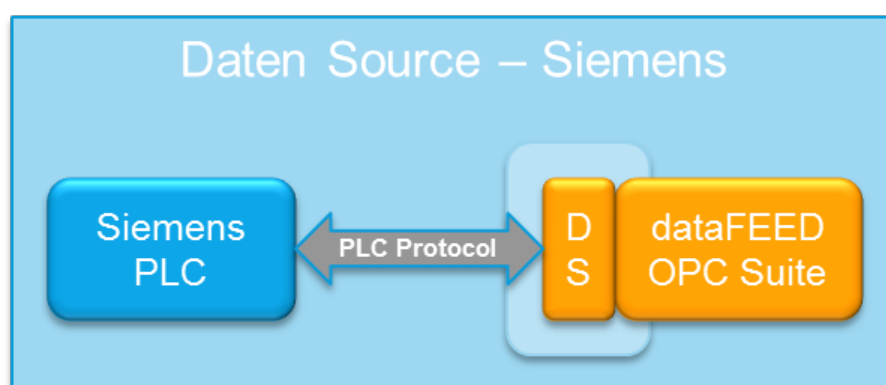 Daten Source – Siemens
Siemens
PLC
PLC Protocol
D
S
dataFEED
OPC Suite